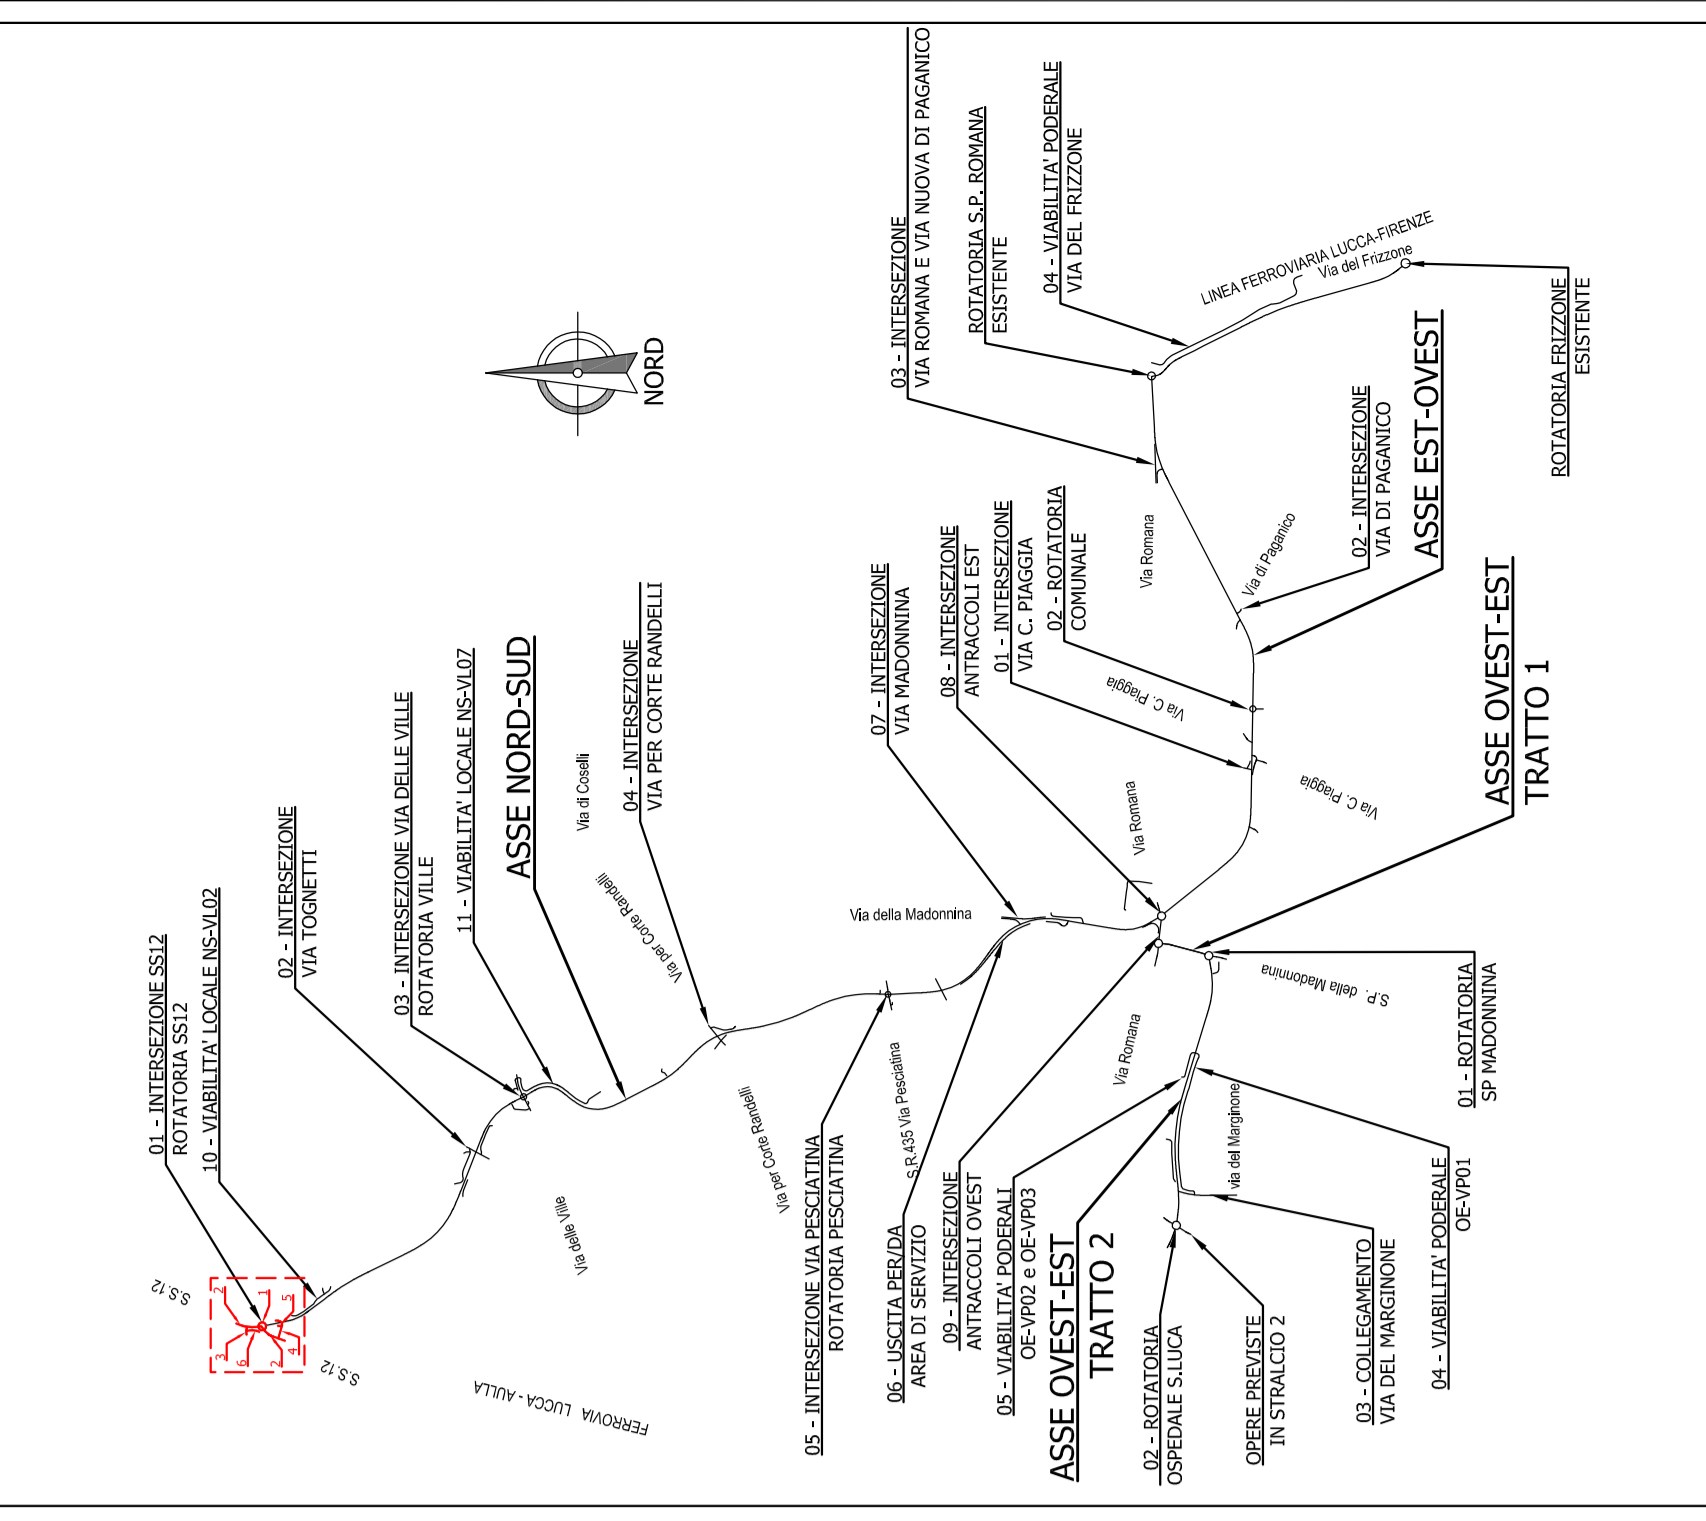 01 - INTERSEZIONE SS12
ROTATORIA SS12
10 - VIABILITA' LOCALE NS-VL02
02 - INTERSEZIONE
VIA TOGNETTI
03 - INTERSEZIONE VIA DELLE VILLE
ROTATORIA VILLE
11 - VIABILITA' LOCALE NS-VL07
ASSE NORD-SUD
Via di Coselli
04 - INTERSEZIONE
VIA PER CORTE RANDELLI
Via per Corte Randelli
NORD
S.S.12
2
1
5
3
6
2
4
S.S.12
FERROVIA LUCCA - AULLA
Via delle Ville
Via per Corte Randelli
05 - INTERSEZIONE VIA PESCIATINA
ROTATORIA PESCIATINA
S.R.435 Via Pesciatina
06 - USCITA PER/DA
AREA DI SERVIZIO
Via della Madonnina
07 - INTERSEZIONE
VIA MADONNINA
08 - INTERSEZIONE
ANTRACCOLI EST
09 - INTERSEZIONE
ANTRACCOLI OVEST
05 - VIABILITA' PODERALI
OE-VP02 e OE-VP03
ASSE OVEST-EST
TRATTO 2
02 - ROTATORIA
OSPEDALE S.LUCA
OPERE PREVISTE
IN STRALCIO 2
03 - COLLEGAMENTO
VIA DEL MARGINONE
04 - VIABILITA' PODERALE
OE-VP01
via del Marginone
Via Romana
01 - ROTATORIA
SP MADONNINA
S.P. della Madonnina
ASSE OVEST-EST
TRATTO 1
Via Romana
01 - INTERSEZIONE
VIA C. PIAGGIA
02 - ROTATORIA
COMUNALE
Via C. Piaggia
Via C. Piaggia
ASSE EST-OVEST
02 - INTERSEZIONE
VIA DI PAGANICO
Via di Paganico
Via Romana
03 - INTERSEZIONE
VIA ROMANA E VIA NUOVA DI PAGANICO
ROTATORIA S.P. ROMANA
ESISTENTE
04 - VIABILITA' PODERALE
VIA DEL FRIZZONE
LINEA FERROVIARIA LUCCA-FIRENZE
Via del Frizzone
ROTATORIA FRIZZONE
ESISTENTE